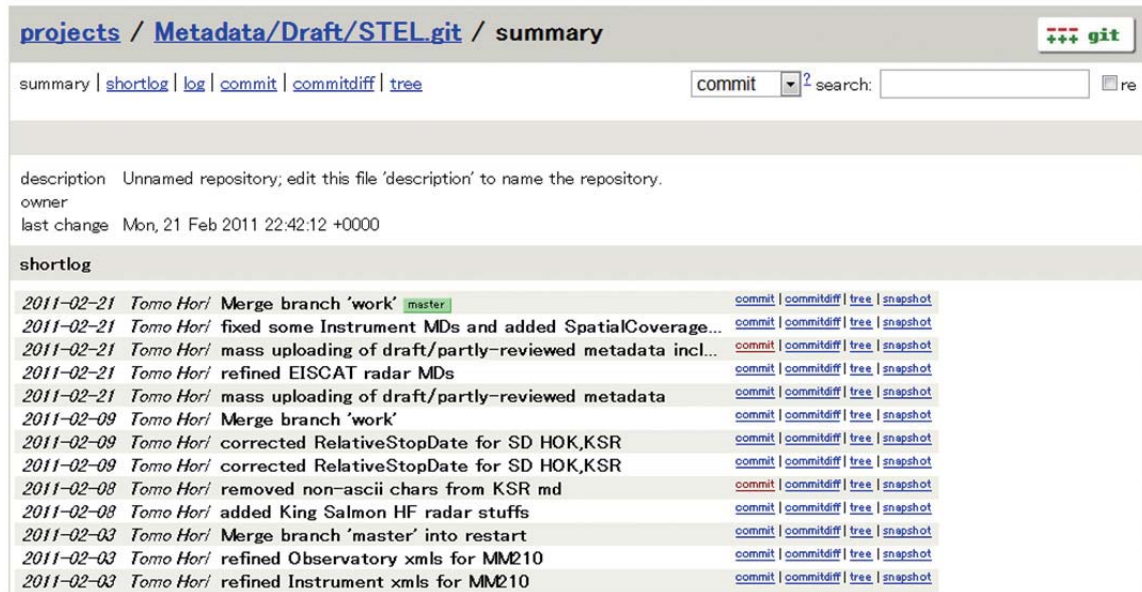 projects / Metadata/Draft/STEL.git / summary
git
summary | shortlog | log | commit | commitdiff | tree
commit ? search: re
description Unnamed repository; edit this file 'description' to name the repository.
owner
last change Mon, 21 Feb 2011 22:42:12 +0000
shortlog
2011-02-21 Tomo Hori Merge branch 'work' master commit | commitdiff | tree | snapshot
2011-02-21 Tomo Hori fixed some Instrument MDs and added SpatialCoverage... commit | commitdiff | tree | snapshot
2011-02-21 Tomo Hori mass uploading of draft/partly-reviewed metadata incl... commit | commitdiff | tree | snapshot
2011-02-21 Tomo Hori refined EISCAT radar MDs commit | commitdiff | tree | snapshot
2011-02-21 Tomo Hori mass uploading of draft/partly-reviewed metadata commit | commitdiff | tree | snapshot
2011-02-09 Tomo Hori Merge branch 'work' commit | commitdiff | tree | snapshot
2011-02-09 Tomo Hori corrected RelativeStopDate for SD HOK,KSR commit | commitdiff | tree | snapshot
2011-02-09 Tomo Hori corrected RelativeStopDate for SD HOK,KSR commit | commitdiff | tree | snapshot
2011-02-08 Tomo Hori removed non-ascii chars from KSR md commit | commitdiff | tree | snapshot
2011-02-08 Tomo Hori added King Salmon HF radar stuffs commit | commitdiff | tree | snapshot
2011-02-03 Tomo Hori Merge branch 'master' into restart commit | commitdiff | tree | snapshot
2011-02-03 Tomo Hori refined Observatory xmls for MM210 commit | commitdiff | tree | snapshot
2011-02-03 Tomo Hori refined Instrument xmls for MM210 commit | commitdiff | tree | snapshot